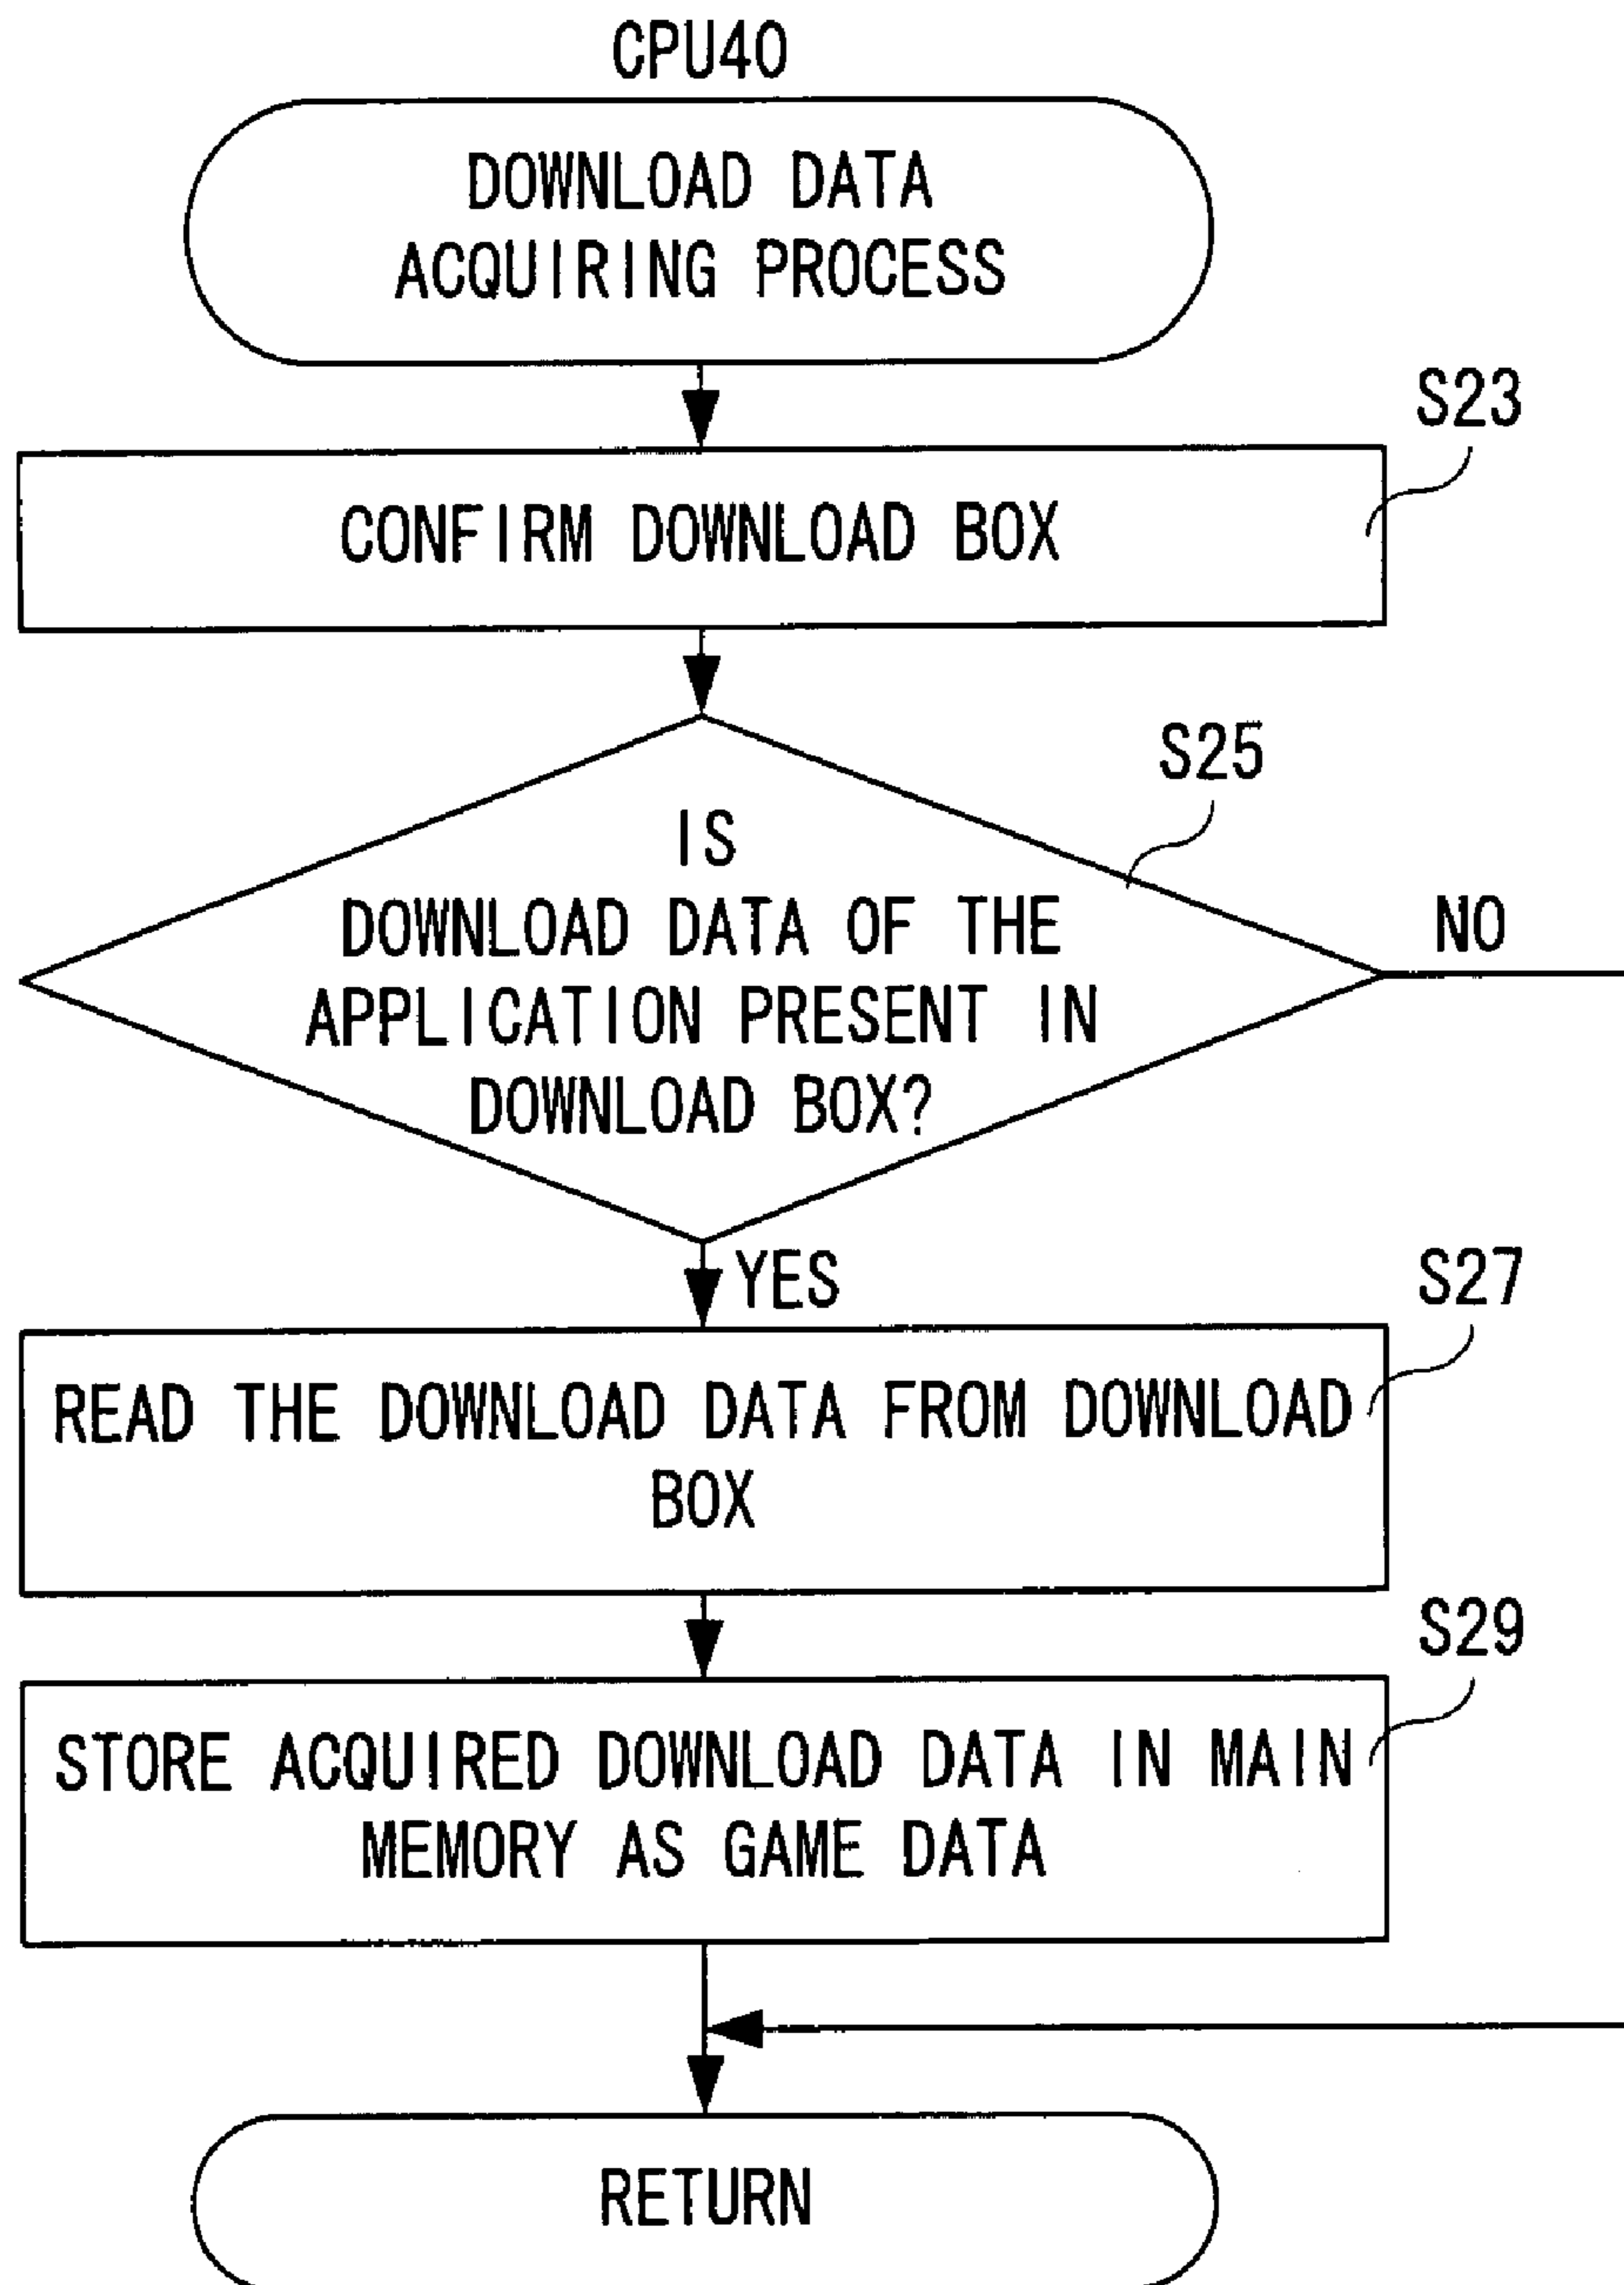 CPU40
DOWNLOAD DATA
ACQUIRING PROCESS
S23
CONFIRM DOWNLOAD BOX
S25
IS
DOWNLOAD DATA OF THE
APPLICATION PRESENT IN
DOWNLOAD BOX?
NO
YES
S27
READ THE DOWNLOAD DATA FROM DOWNLOAD
BOX
S29
STORE ACQUIRED DOWNLOAD DATA IN MAIN
MEMORY AS GAME DATA
RETURN